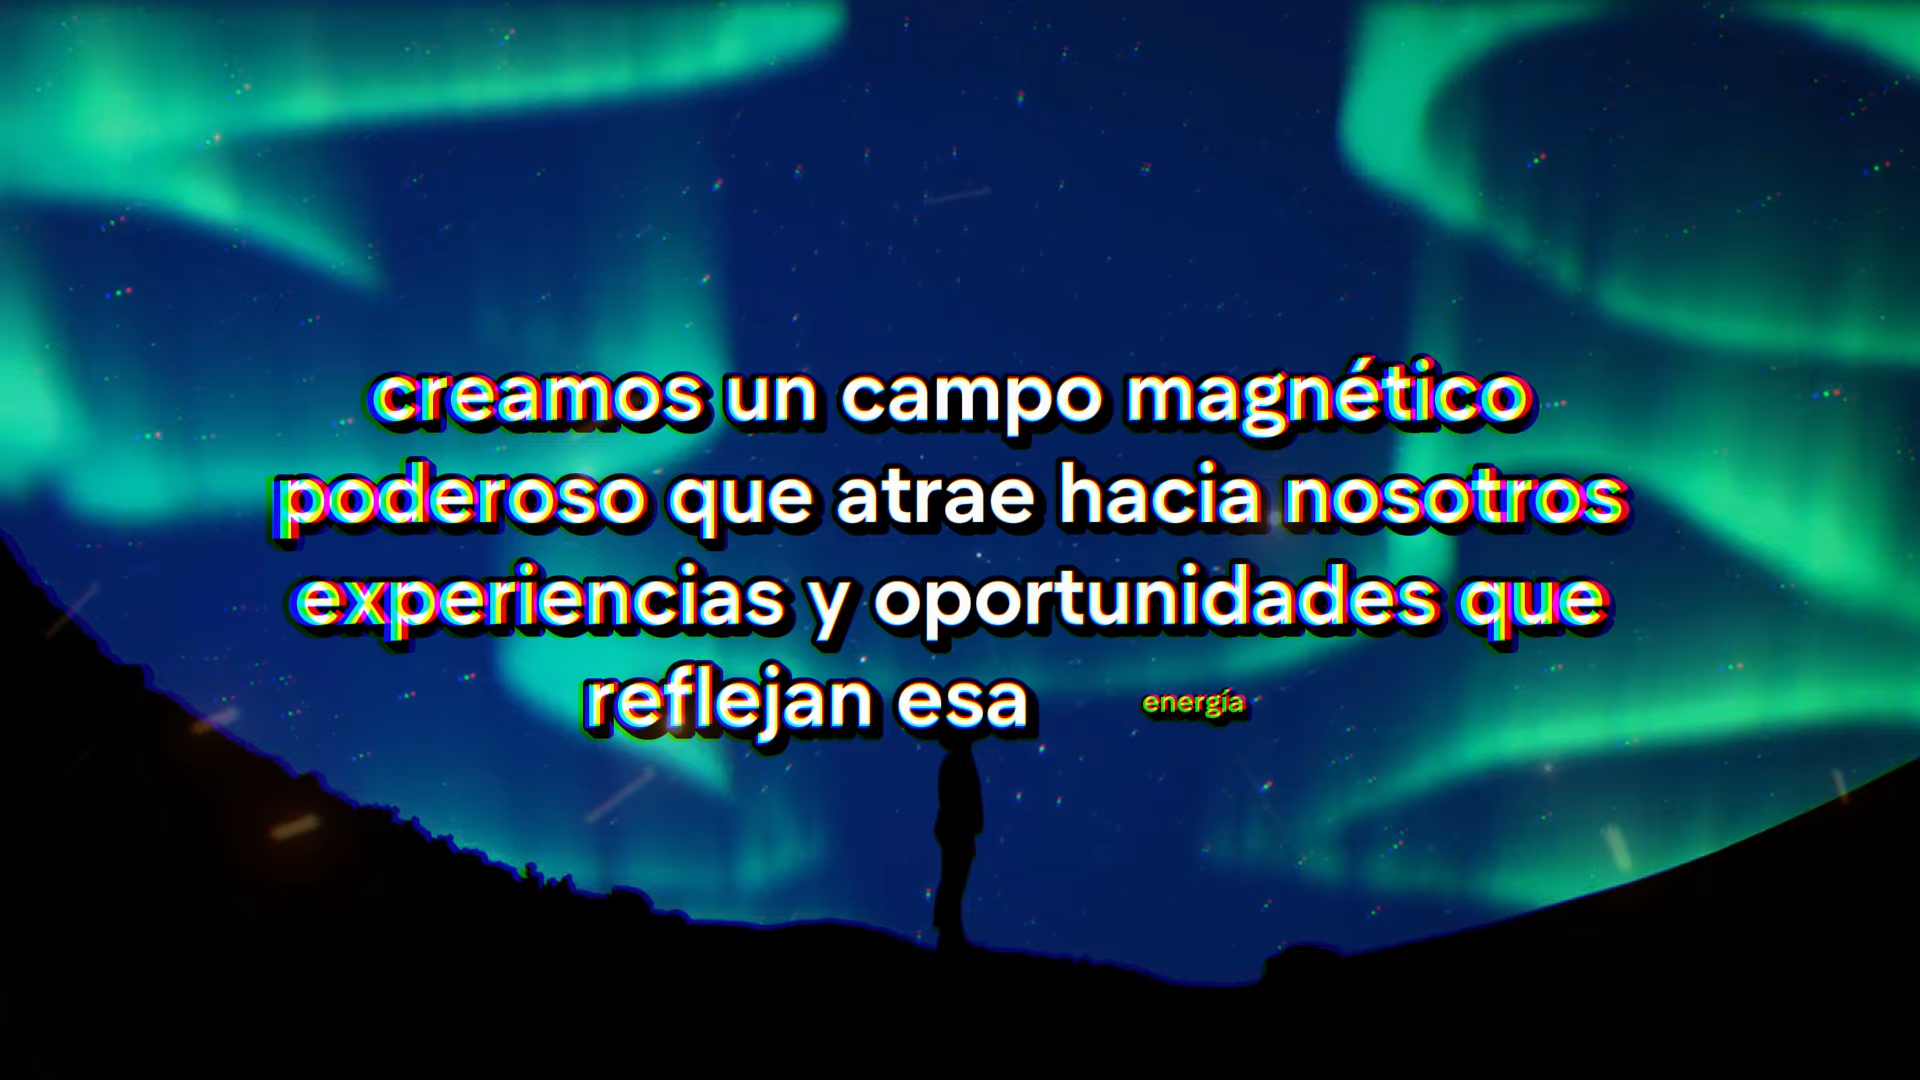 creamos un campo magnético
poderoso que atrae hacia nosotros
experiencias y oportunidades que
reflejan esa energía